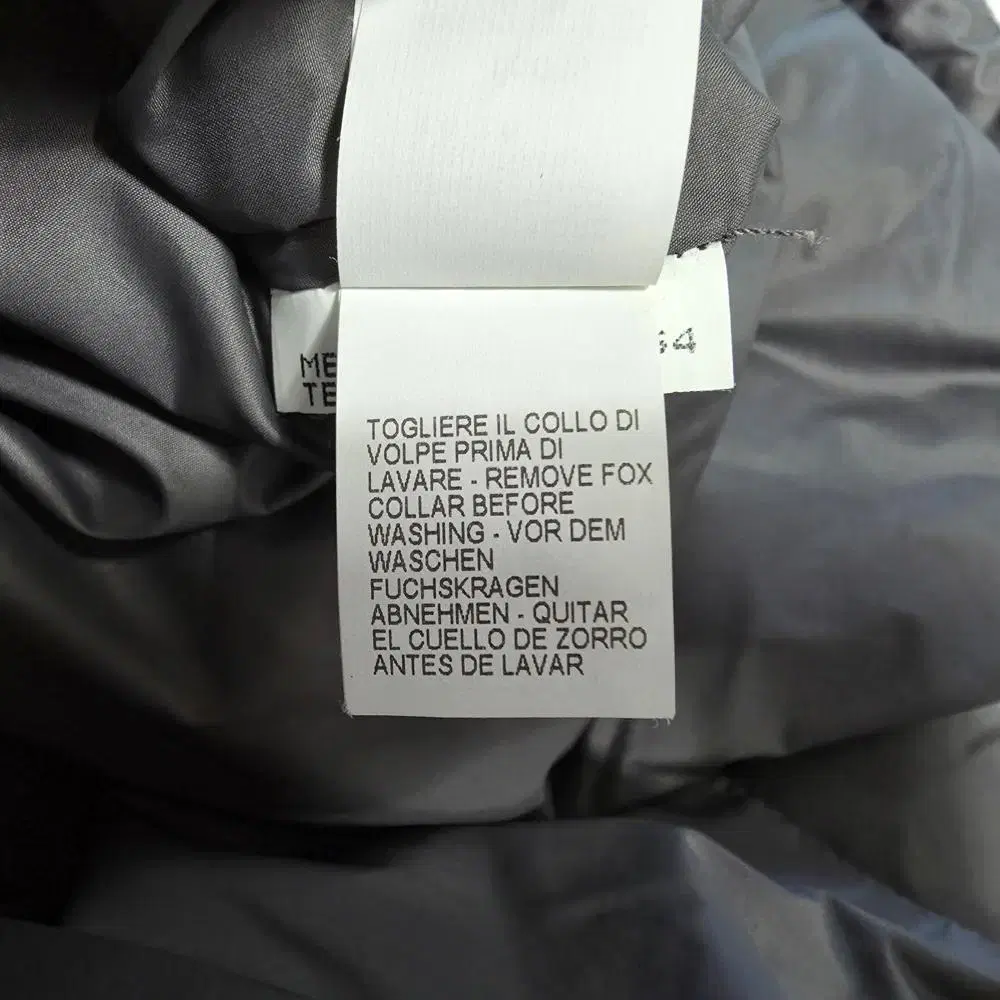 TOGLIERE IL COLLO DI
VOLPE PRIMA DI
LAVARE - REMOVE FOX
COLLAR BEFORE
WASHING - VOR DEM
WASCHEN
FUCHSKRAGEN
ABNEHMEN - QUITAR
EL CUELLO DE ZORRO
ANTES DE LAVAR